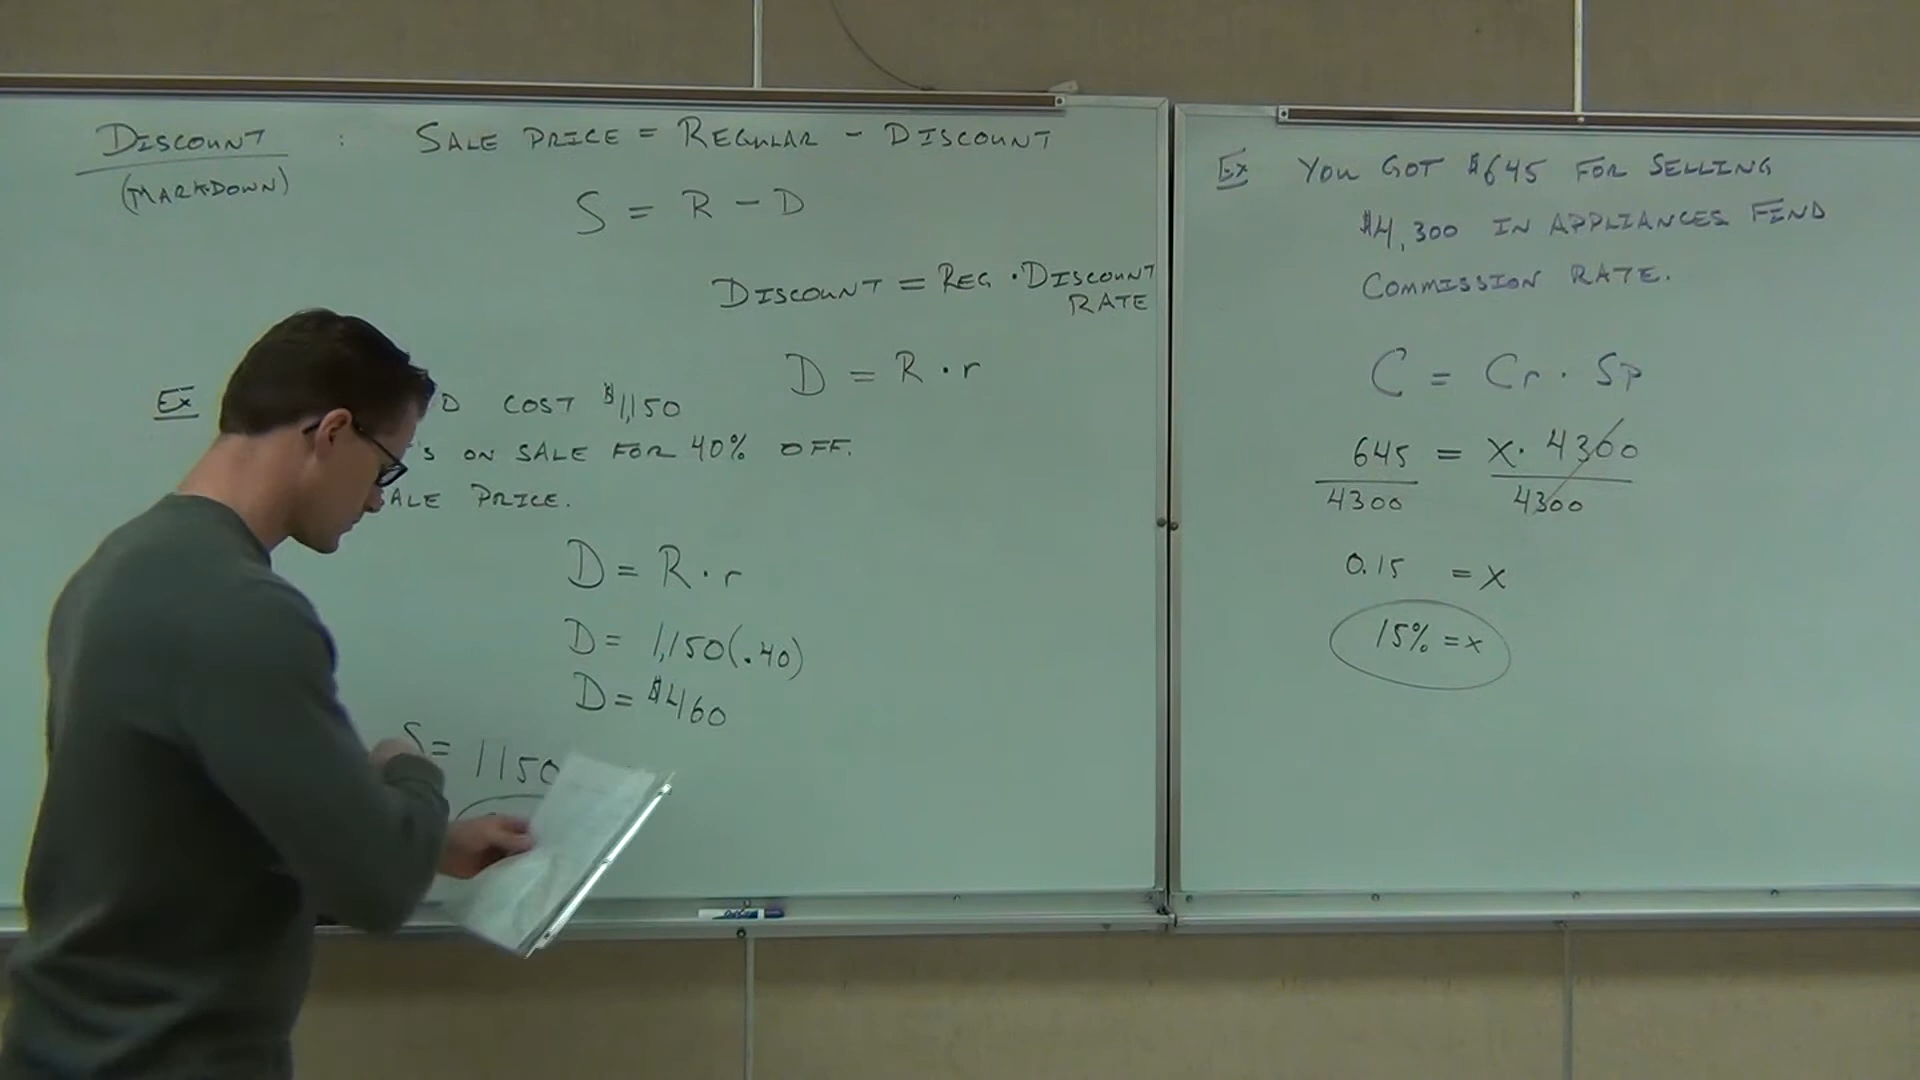 DISCOUNT : SALE PRICE = REGULAR - DISCOUNT
(MARKDOWN)
S = R - D
DISCOUNT = REG · DISCOUNT
RATE
D = R · r
Ex D COST $1,150
'S ON SALE FOR 40% OFF.
SALE PRICE.
D = R · r
D = 1,150(.40)
D = $460
S = 1150
Ex YOU GOT $645 FOR SELLING
$4,300 IN APPLIANCES FIND
COMMISSION RATE.
C = Cr · Sp
645 = X · 4300
4300 4300
0.15 = X
15% = x